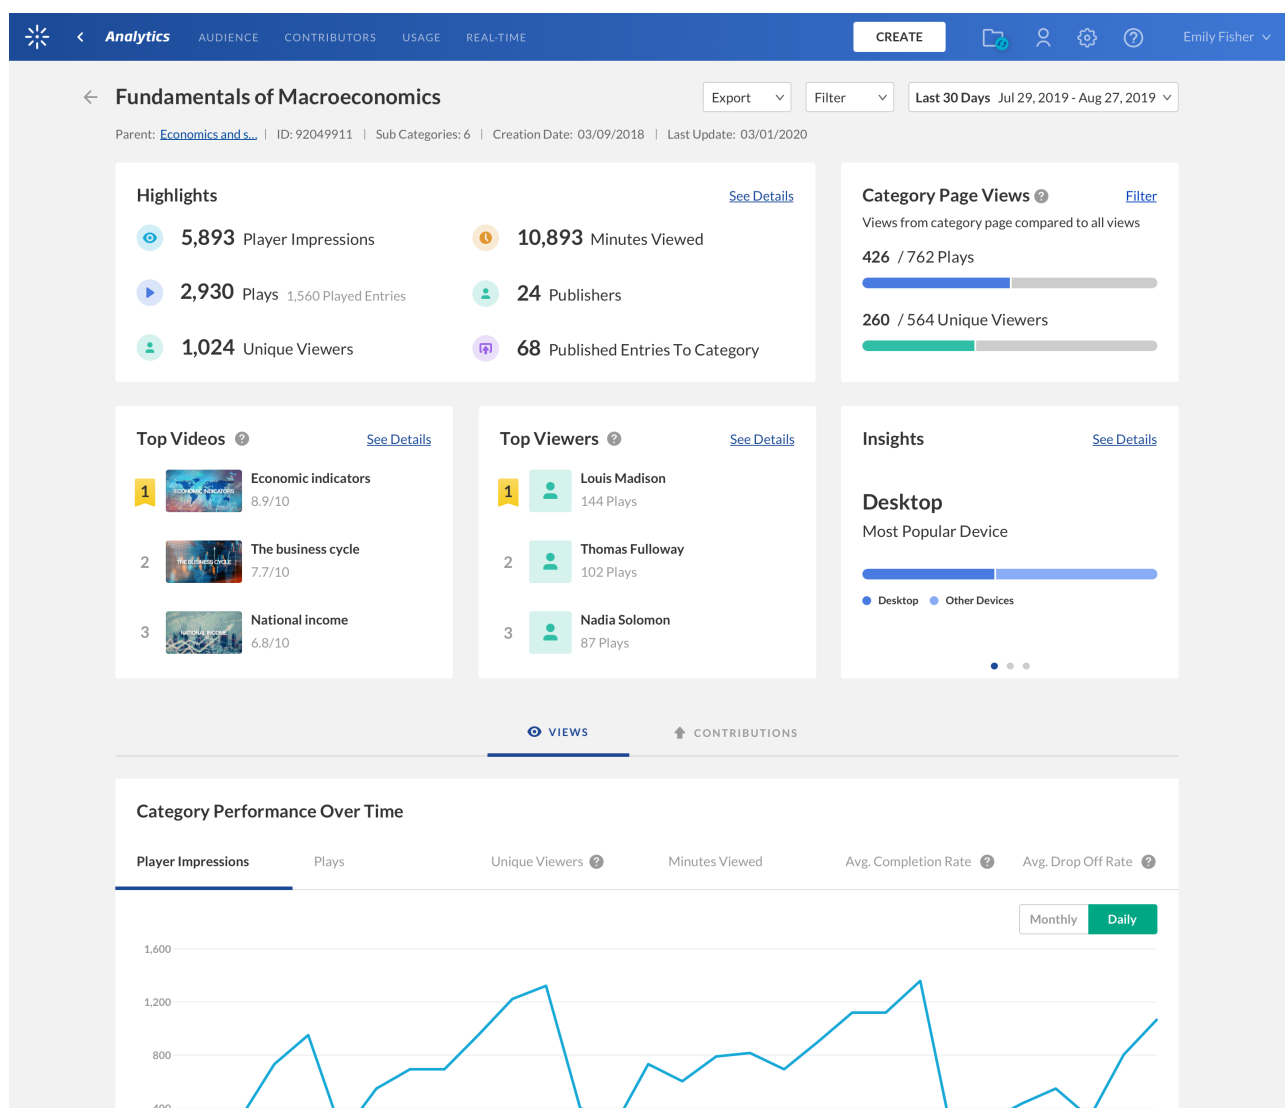 Analytics AUDIENCE CONTRIBUTORS USAGE REAL-TIME CREATE Emily Fisher
Fundamentals of Macroeconomics Export Filter Last 30 Days Jul 29, 2019 - Aug 27, 2019
Parent: Economics and s... | ID: 92049911 | Sub Categories: 6 | Creation Date: 03/09/2018 | Last Update: 03/01/2020
Highlights See Details
5,893 Player Impressions
10,893 Minutes Viewed
2,930 Plays 1,560 Played Entries
24 Publishers
1,024 Unique Viewers
68 Published Entries To Category
Category Page Views ? Filter
Views from category page compared to all views
426 / 762 Plays
260 / 564 Unique Viewers
Top Videos ? See Details
1 ECONOMIC INDICATORS Economic indicators
8.9/10
2 THE BUSINESS CYCLE The business cycle
7.7/10
3 NATIONAL INCOME National income
6.8/10
Top Viewers ? See Details
1 Louis Madison
144 Plays
2 Thomas Fulloway
102 Plays
3 Nadia Solomon
87 Plays
Insights See Details
Desktop
Most Popular Device
Desktop Other Devices
VIEWS CONTRIBUTIONS
Category Performance Over Time
Player Impressions Plays Unique Viewers ? Minutes Viewed Avg. Completion Rate ? Avg. Drop Off Rate ?
Monthly Daily
1,600
1,200
800
400